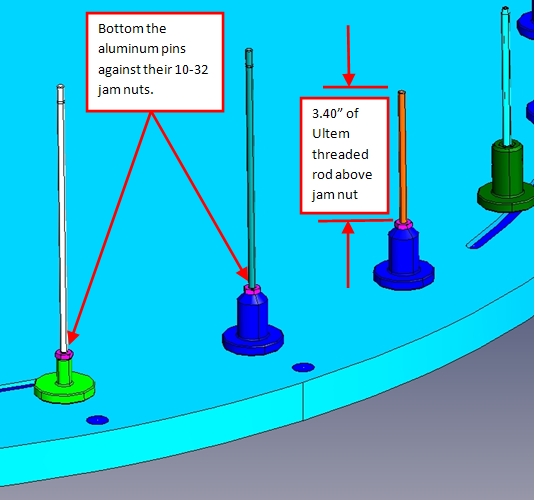 Bottom the
aluminum pins
against their 10-32
jam nuts.
3.40” of
Ultem
threaded
rod above
jam nut